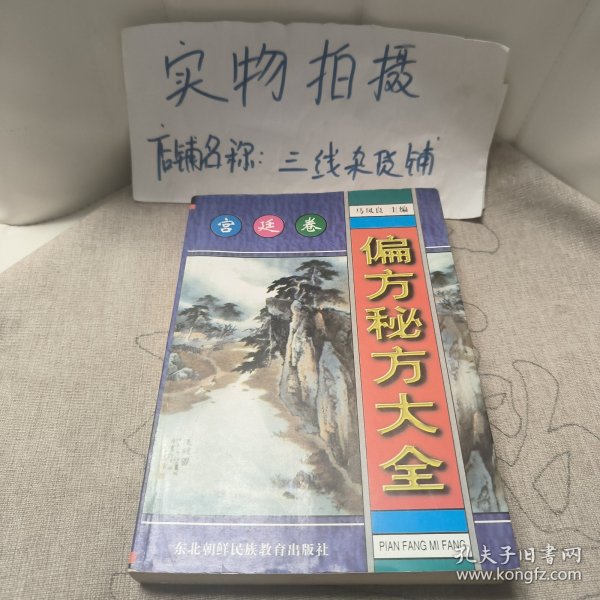 实物拍摄
店铺名称：三线杂货铺
马凤良 主编
宫廷卷
偏方秘方大全
PIAN FANG MI FANG
东北朝鲜民族教育出版社
孔夫子旧书网
www.kongfz.com